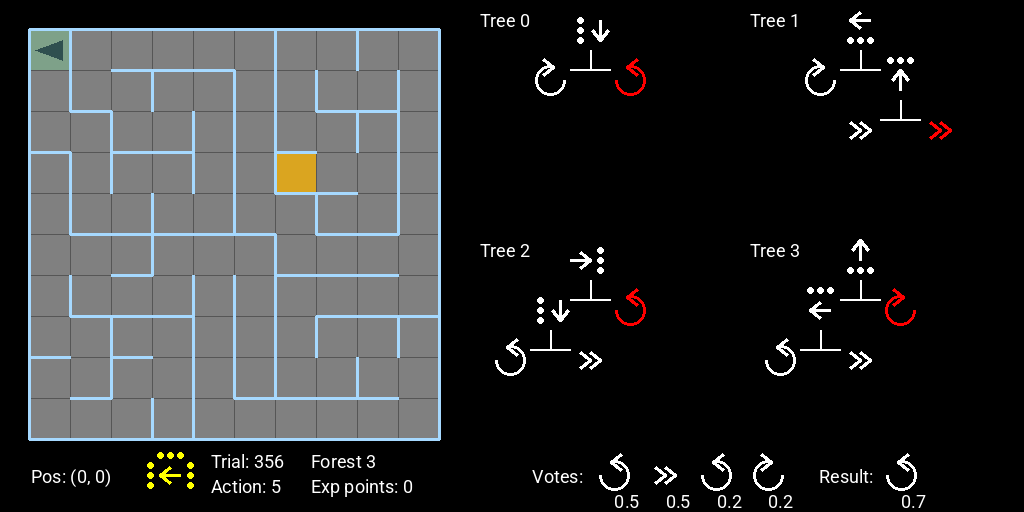 Tree 0
Tree 1
Tree 2
Tree 3
Pos: (0, 0)
Trial: 356
Forest 3
Action: 5
Exp points: 0
Votes:
0.5
0.5
0.2
0.2
Result:
0.7